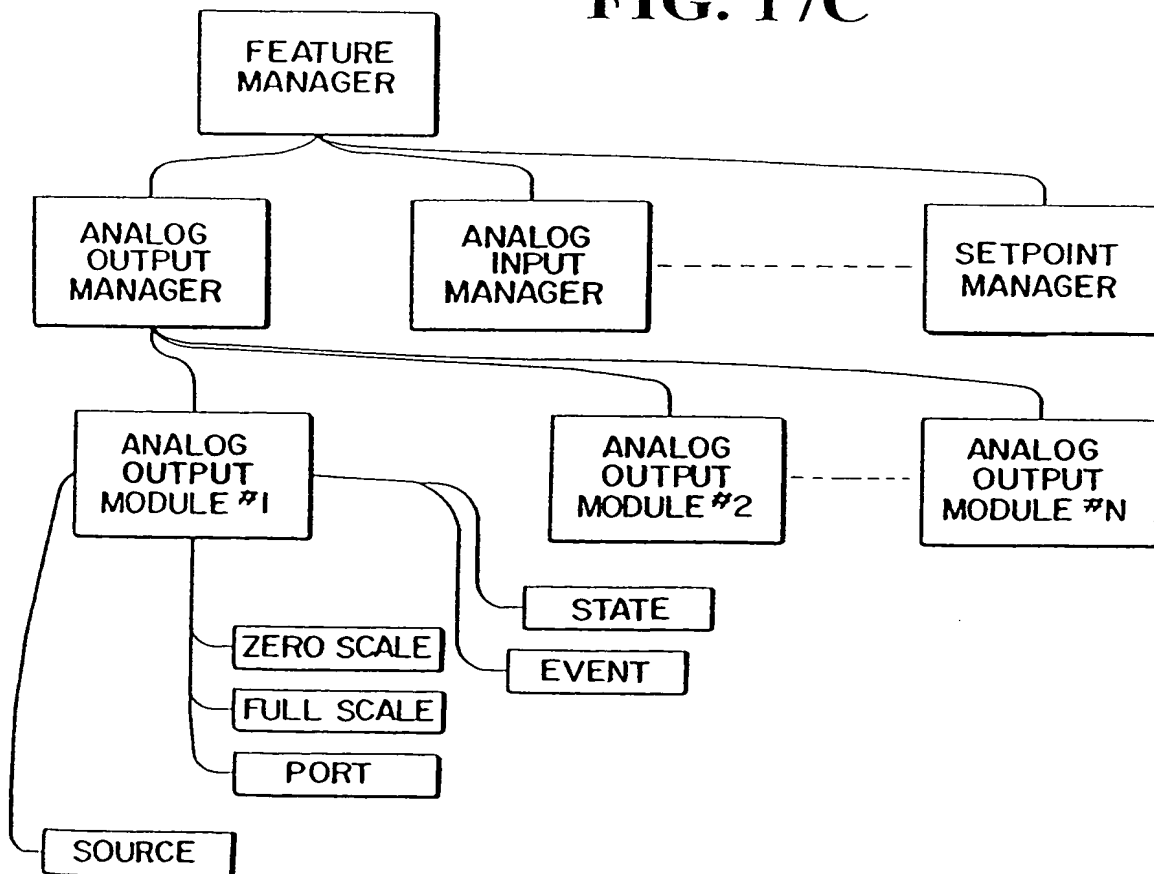 FIG. 17C
FEATURE
MANAGER
ANALOG
OUTPUT
MANAGER
ANALOG
INPUT
MANAGER
SETPOINT
MANAGER
ANALOG
OUTPUT
MODULE #1
ANALOG
OUTPUT
MODULE #2
ANALOG
OUTPUT
MODULE #N
STATE
ZERO SCALE
EVENT
FULL SCALE
PORT
SOURCE